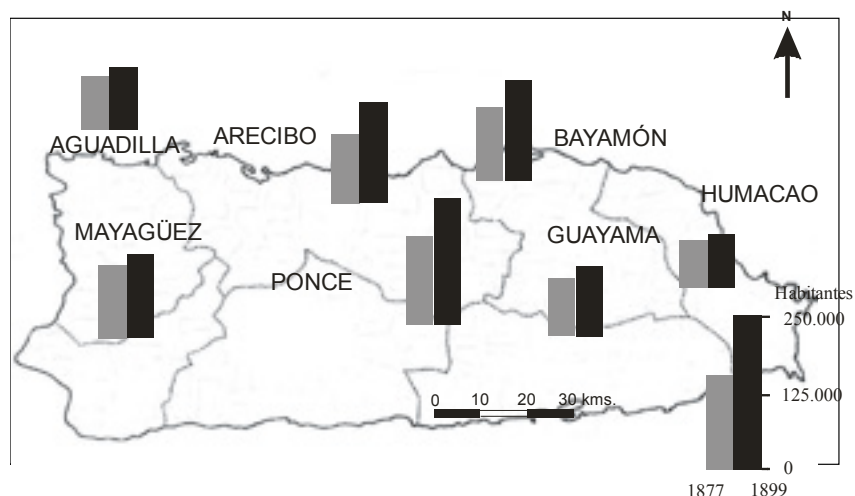 N
AGUADILLA
ARECIBO
BAYAMÓN
HUMACAO
MAYAGÜEZ
GUAYAMA
PONCE
Habitantes
250.000
125.000
0
0 10 20 30 kms.
1877 1899